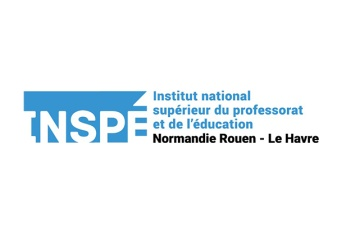 INSPÉ
Institut national
supérieur du professorat
et de l'éducation
Normandie Rouen - Le Havre